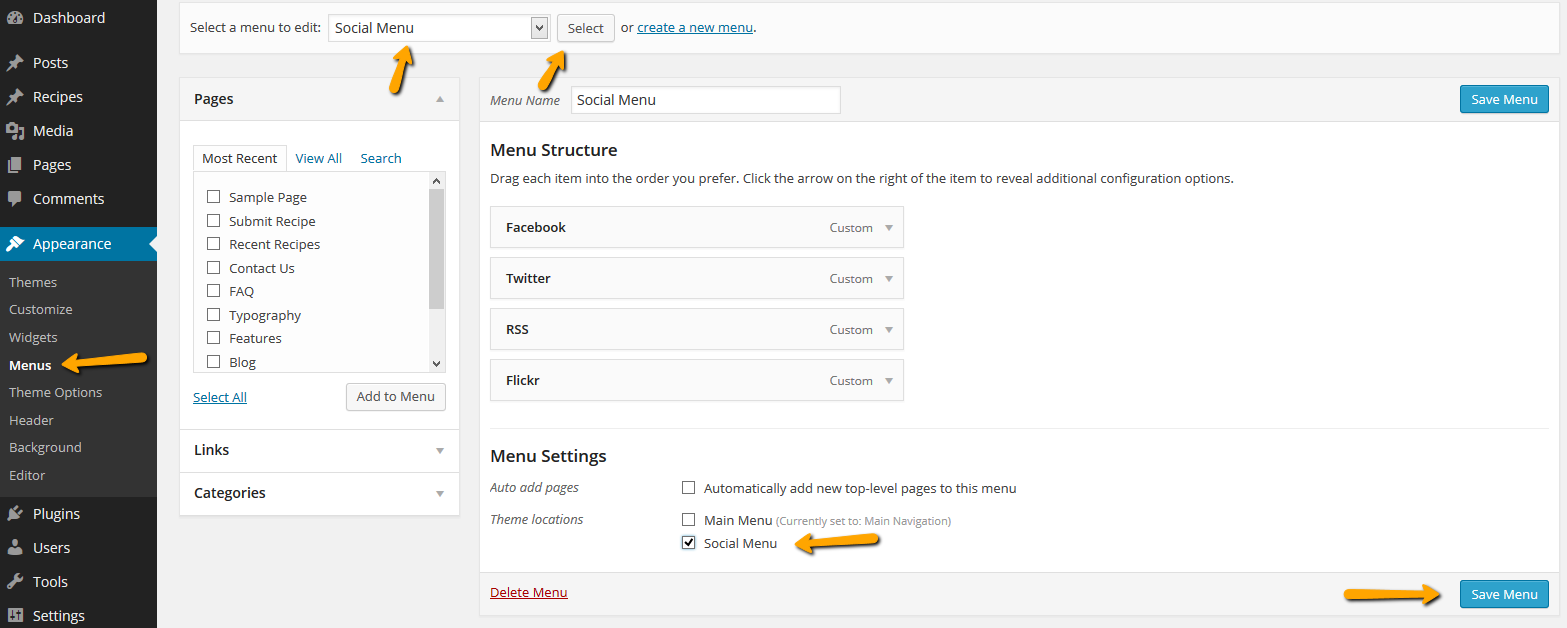 Dashboard
Posts
Recipes
Media
Pages
Comments
Appearance
Themes
Customize
Widgets
Menus
Theme Options
Header
Background
Editor
Plugins
Users
Tools
Settings
Select a menu to edit: Social Menu Select or create a new menu.
Pages
Most Recent View All Search
Sample Page
Submit Recipe
Recent Recipes
Contact Us
FAQ
Typography
Features
Blog
Select All Add to Menu
Links
Categories
Menu Name Social Menu Save Menu
Menu Structure
Drag each item into the order you prefer. Click the arrow on the right of the item to reveal additional configuration options.
Facebook Custom
Twitter Custom
RSS Custom
Flickr Custom
Menu Settings
Auto add pages Automatically add new top-level pages to this menu
Theme locations Main Menu (Currently set to: Main Navigation)
Social Menu
Delete Menu Save Menu